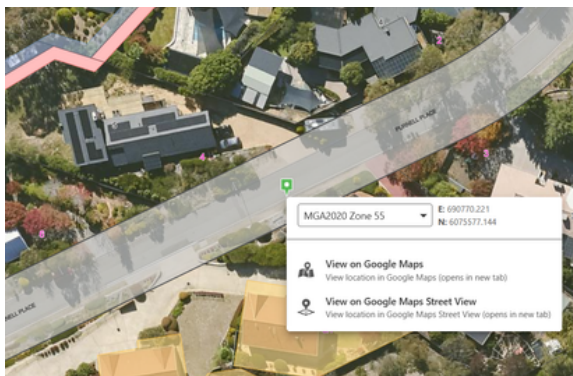 PURNELL PLACE
MGA2020 Zone 55
E: 690770.221
N: 6075577.144
View on Google Maps
View location in Google Maps (opens in new tab)
View on Google Maps Street View
View location in Google Maps Street View (opens in new tab)
PLACE